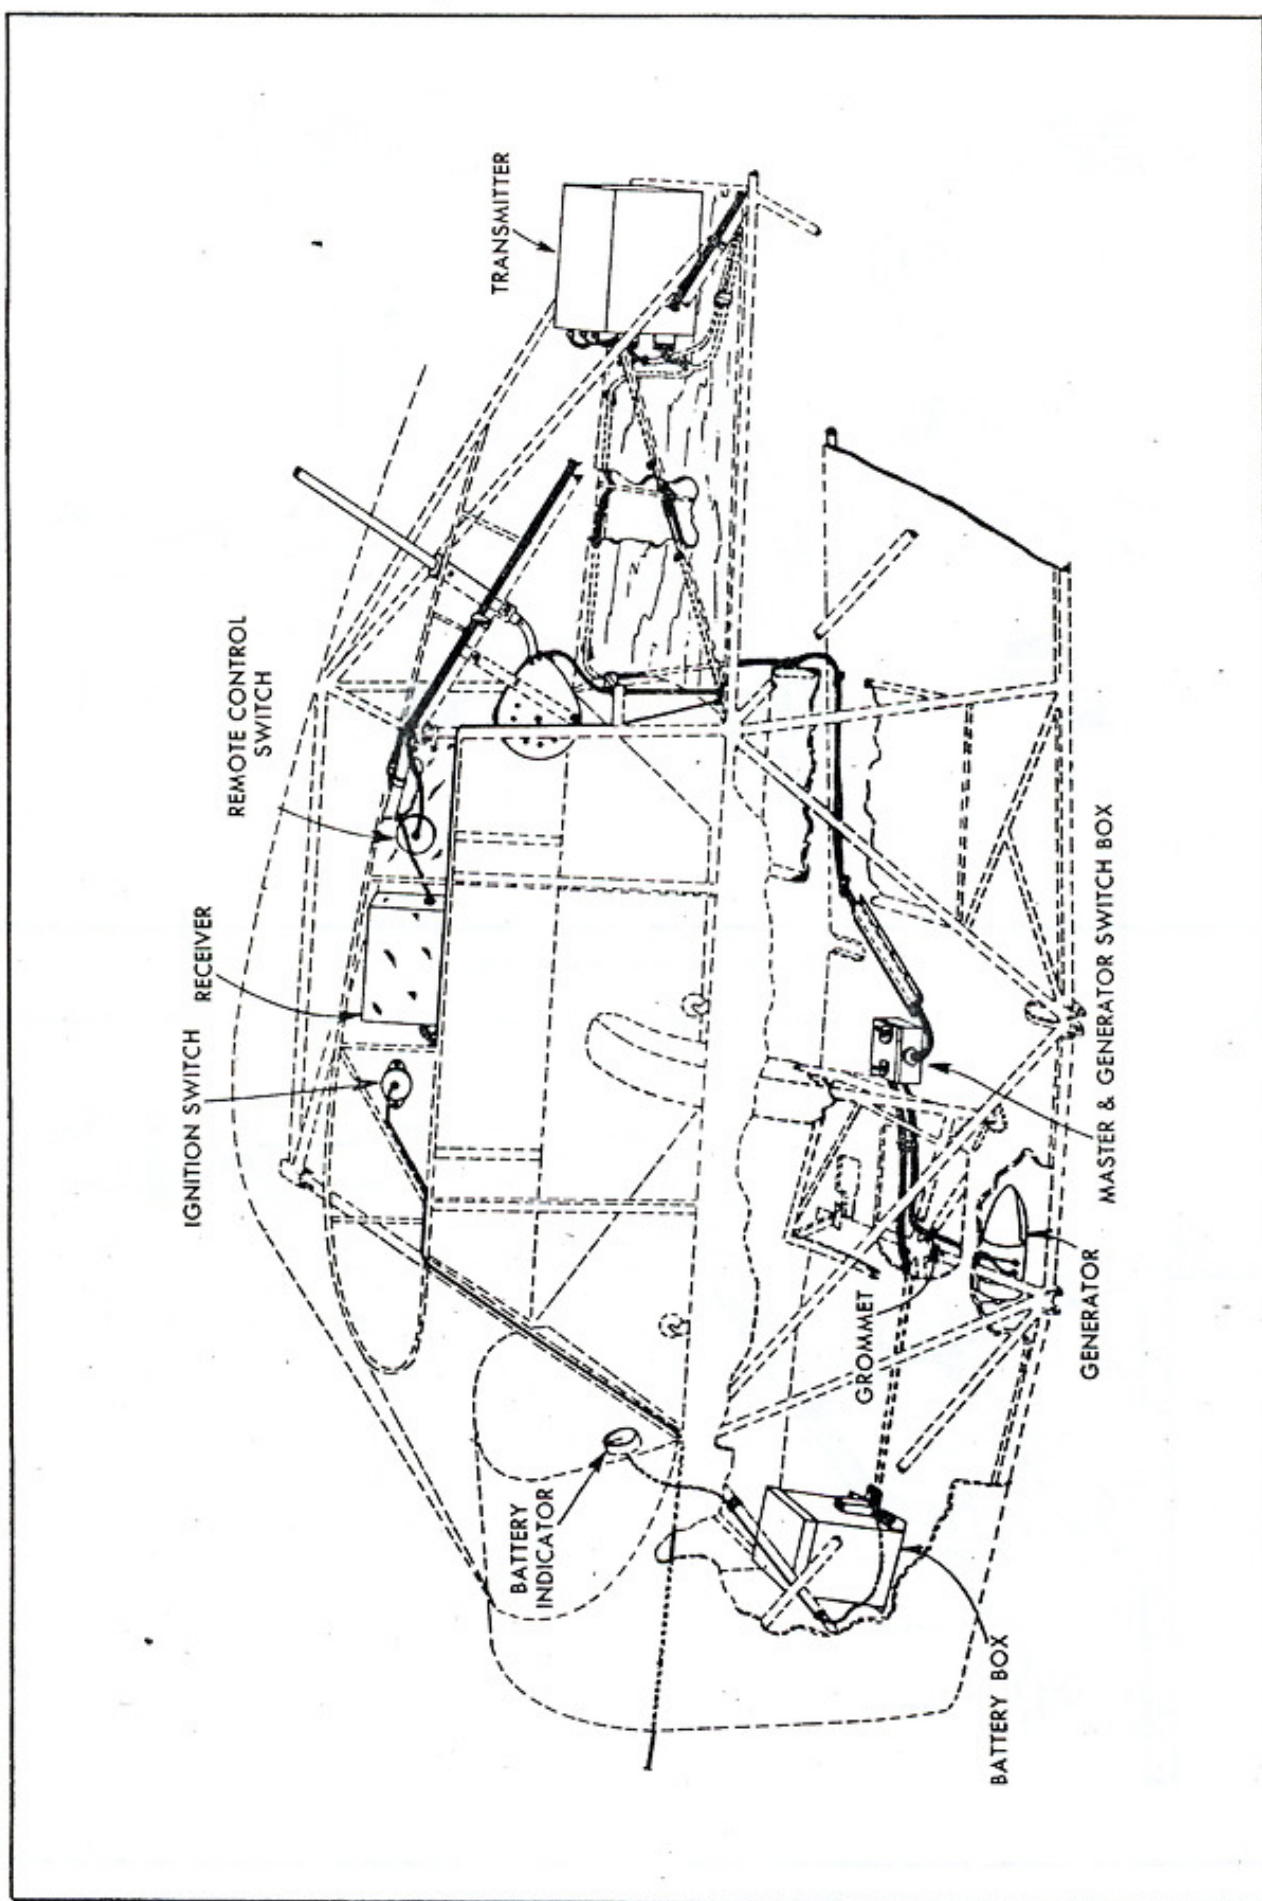 TRANSMITTER
REMOTE CONTROL
SWITCH
RECEIVER
IGNITION SWITCH
BATTERY
INDICATOR
GROMMET
MASTER & GENERATOR SWITCH BOX
GENERATOR
BATTERY BOX